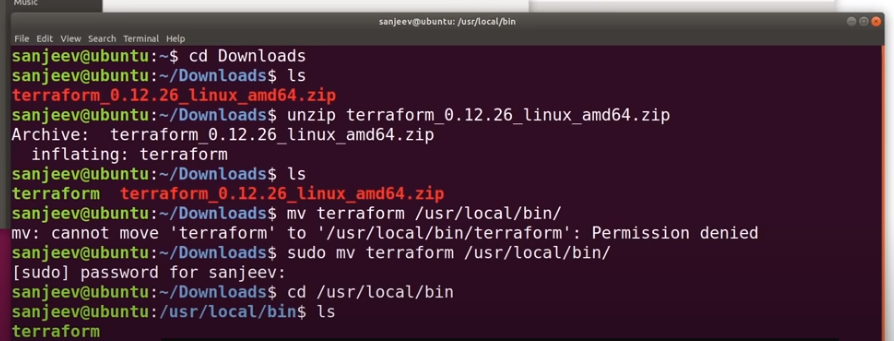 Music
sanjeev@ubuntu: /usr/local/bin
File Edit View Search Terminal Help
sanjeev@ubuntu:~$ cd Downloads
sanjeev@ubuntu:~/Downloads$ ls
terraform_0.12.26_linux_amd64.zip
sanjeev@ubuntu:~/Downloads$ unzip terraform_0.12.26_linux_amd64.zip
Archive:  terraform_0.12.26_linux_amd64.zip
  inflating: terraform
sanjeev@ubuntu:~/Downloads$ ls
terraform  terraform_0.12.26_linux_amd64.zip
sanjeev@ubuntu:~/Downloads$ mv terraform /usr/local/bin/
mv: cannot move 'terraform' to '/usr/local/bin/terraform': Permission denied
sanjeev@ubuntu:~/Downloads$ sudo mv terraform /usr/local/bin/
[sudo] password for sanjeev:
sanjeev@ubuntu:~/Downloads$ cd /usr/local/bin
sanjeev@ubuntu:/usr/local/bin$ ls
terraform